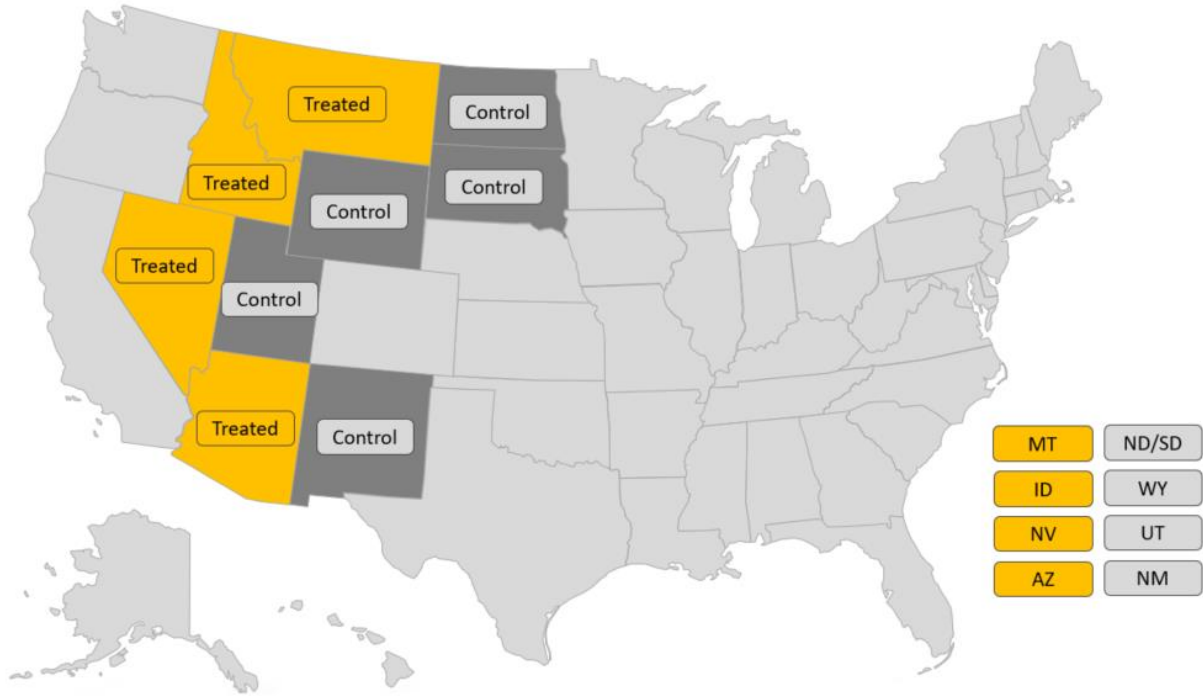 Treated
Control
Treated
Control
Control
Treated
Control
Treated
Control
MT ND/SD
ID WY
NV UT
AZ NM